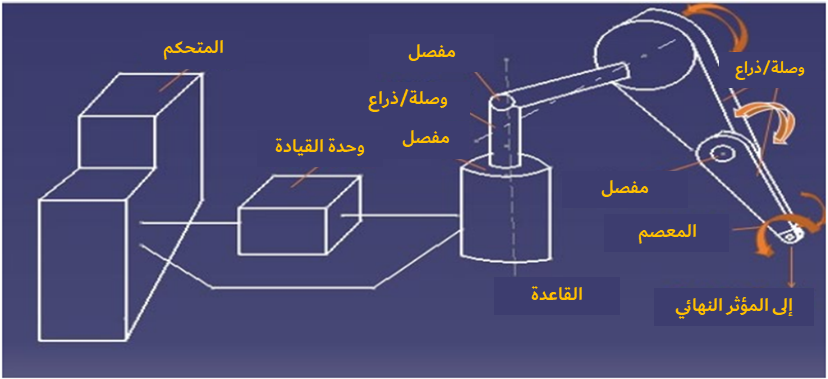 المتحكم
مفصل
وصلة/ذراع
وصلة/ذراع
مفصل
وحدة القيادة
مفصل
المعصم
القاعدة
إلى المؤثر النهائي